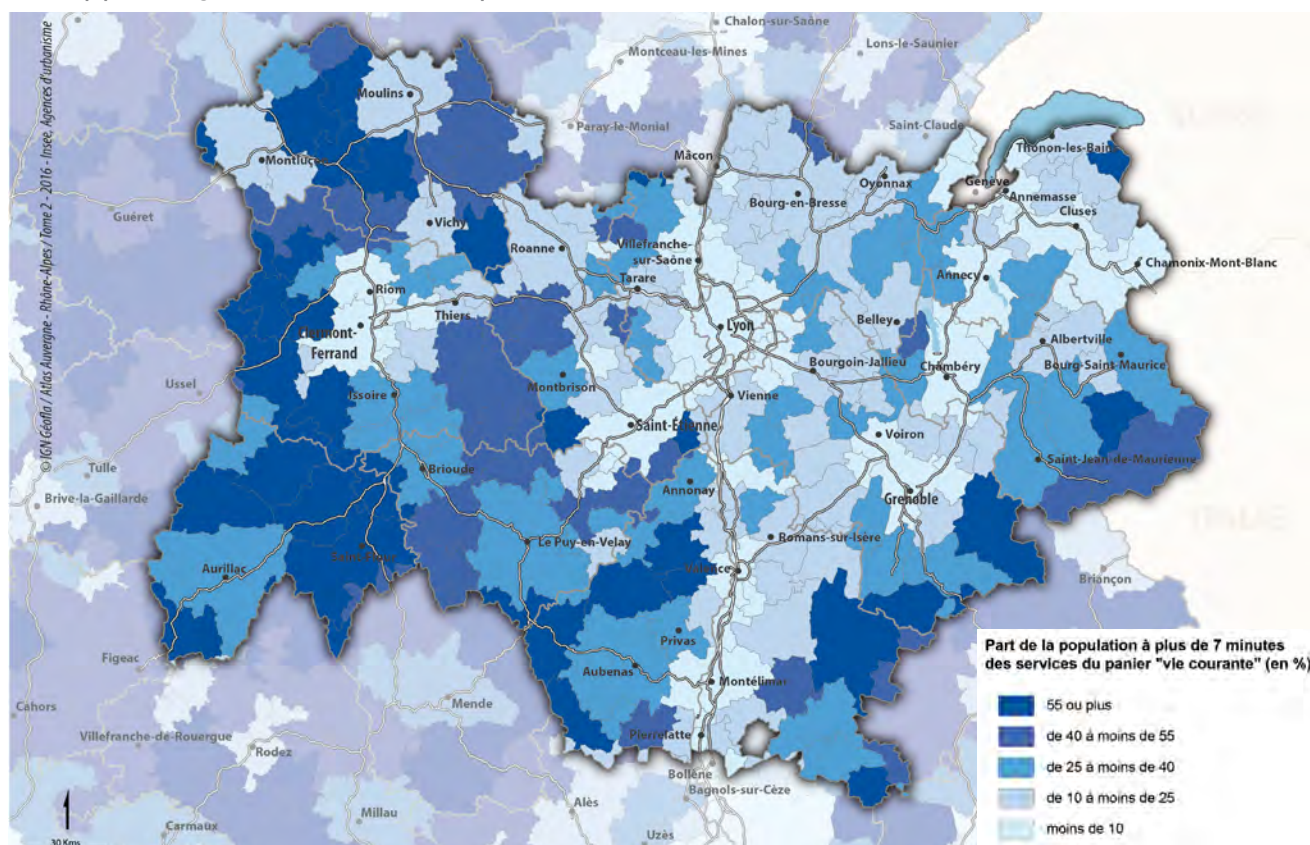 © IGN Géofla / Atlas Auvergne - Rhône-Alpes / Tome 2 - 2016 - Insee, Agences d'urbanisme
Chalon-sur-Saône
Lons-le-Saunier
Montceau-les-Mines
Moulins
Paray-le-Monial
Saint-Claude
SUISSE
Thonon-les-Bains
Montluçon
Mâcon
Genève
Oyonnax
Annemasse
Bourg-en-Bresse
Cluses
Guéret
Vichy
Roanne
Villefranche-
sur-Saône
Chamonix-Mont-Blanc
Annecy
Tarare
Riom
Thiers
Lyon
Belley
Clermont-
Ferrand
Albertville
Bourg-Saint-Maurice
Bourgoin-Jallieu
Chambéry
Ussel
Montbrison
Issoire
Vienne
Saint-Étienne
Voiron
Saint-Jean-de-Maurienne
Tulle
Brioude
Annonay
Grenoble
Brive-la-Gaillarde
ITALIE
Le Puy-en-Velay
Romans-sur-Isère
Saint-Flour
Aurillac
Valence
Briançon
Privas
Figeac
Aubenas
Montélimar
Cahors
Mende
Villefranche-de-Rouergue
Pierrelatte
Rodez
Bollène
Bagnols-sur-Cèze
Millau
Alès
Carmaux
Uzès
30 Kms
Part de la population à plus de 7 minutes
des services du panier "vie courante" (en %)
55 ou plus
de 40 à moins de 55
de 25 à moins de 40
de 10 à moins de 25
moins de 10